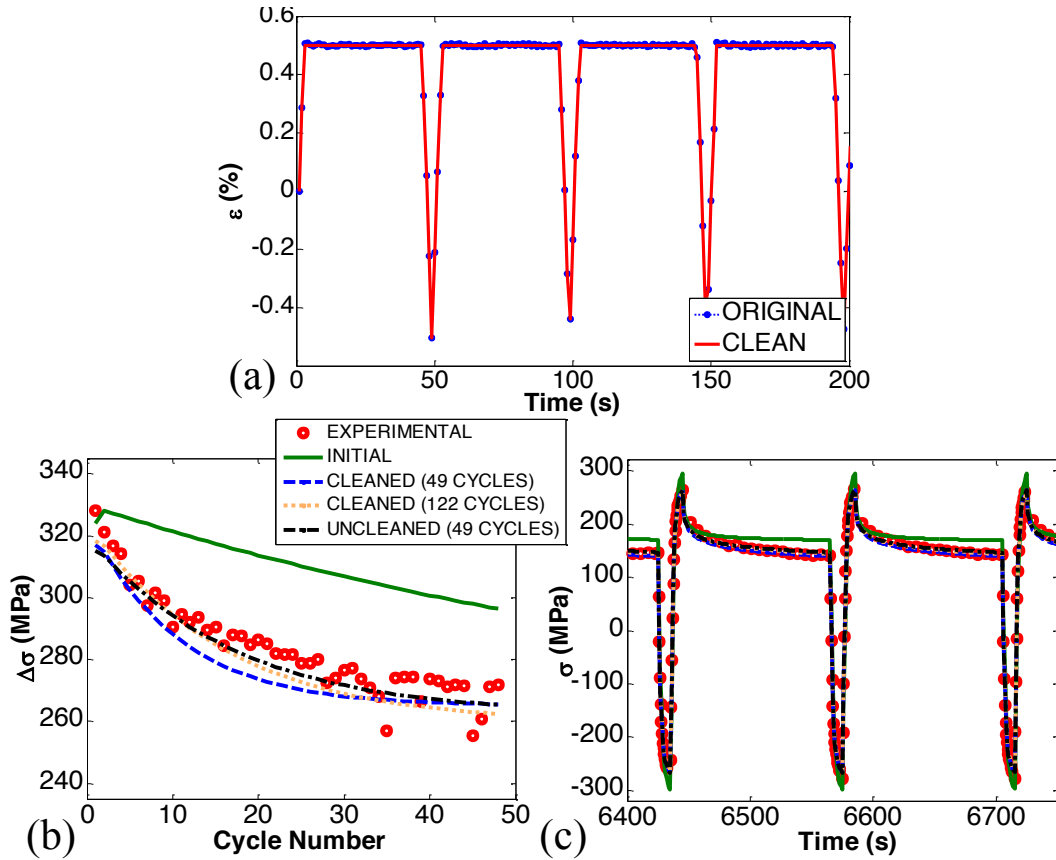 0.6
0.4
0.2
0
-0.2
-0.4
ε (%)
ORIGINAL
CLEAN
(a)
0 50 100 150 200
Time (s)
EXPERIMENTAL
INITIAL
CLEANED (49 CYCLES)
CLEANED (122 CYCLES)
UNCLEANED (49 CYCLES)
340
320
300
280
260
240
Δσ (MPa)
0 10 20 30 40 50
(b) Cycle Number
300
200
100
0
-100
-200
-300
σ (MPa)
6400 6500 6600 6700
(c) Time (s)